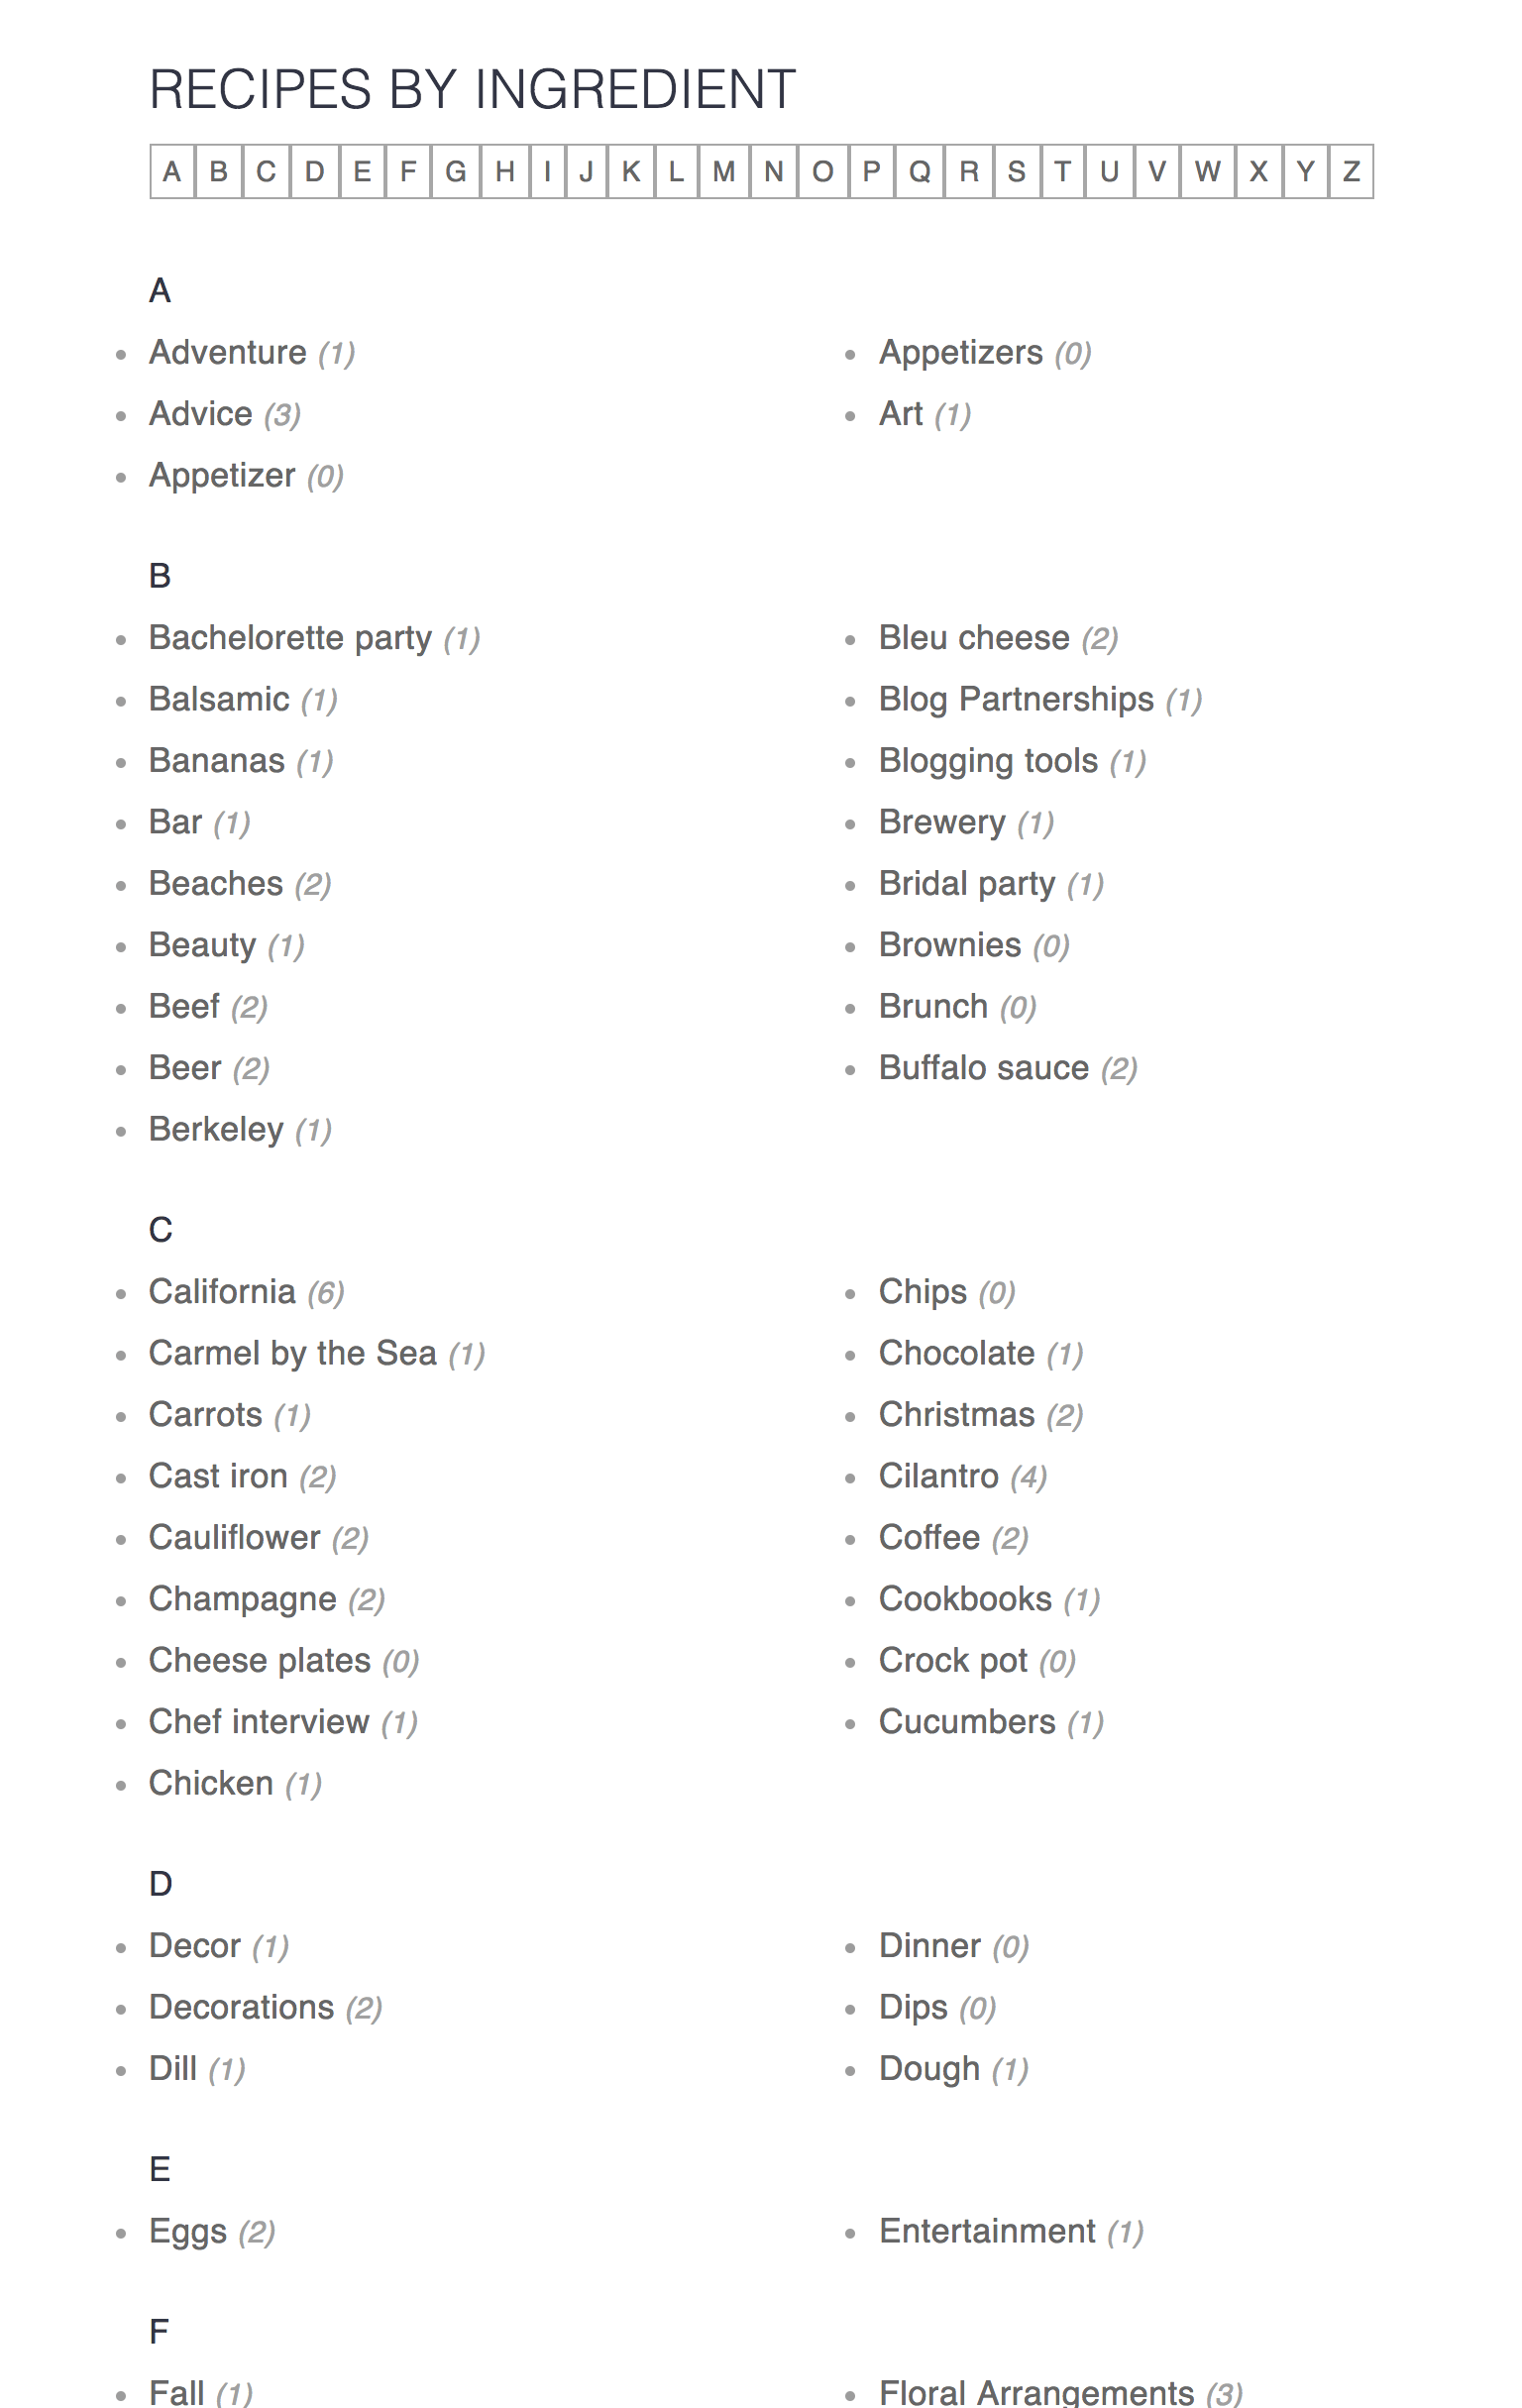 RECIPES BY INGREDIENT
A B C D E F G H I J K L M N O P Q R S T U V W X Y Z
A
Adventure (1)
Advice (3)
Appetizer (0)
Appetizers (0)
Art (1)
B
Bachelorette party (1)
Balsamic (1)
Bananas (1)
Bar (1)
Beaches (2)
Beauty (1)
Beef (2)
Beer (2)
Berkeley (1)
Bleu cheese (2)
Blog Partnerships (1)
Blogging tools (1)
Brewery (1)
Bridal party (1)
Brownies (0)
Brunch (0)
Buffalo sauce (2)
C
California (6)
Carmel by the Sea (1)
Carrots (1)
Cast iron (2)
Cauliflower (2)
Champagne (2)
Cheese plates (0)
Chef interview (1)
Chicken (1)
Chips (0)
Chocolate (1)
Christmas (2)
Cilantro (4)
Coffee (2)
Cookbooks (1)
Crock pot (0)
Cucumbers (1)
D
Decor (1)
Decorations (2)
Dill (1)
Dinner (0)
Dips (0)
Dough (1)
E
Eggs (2)
Entertainment (1)
F
Fall (1)
Floral Arrangements (3)